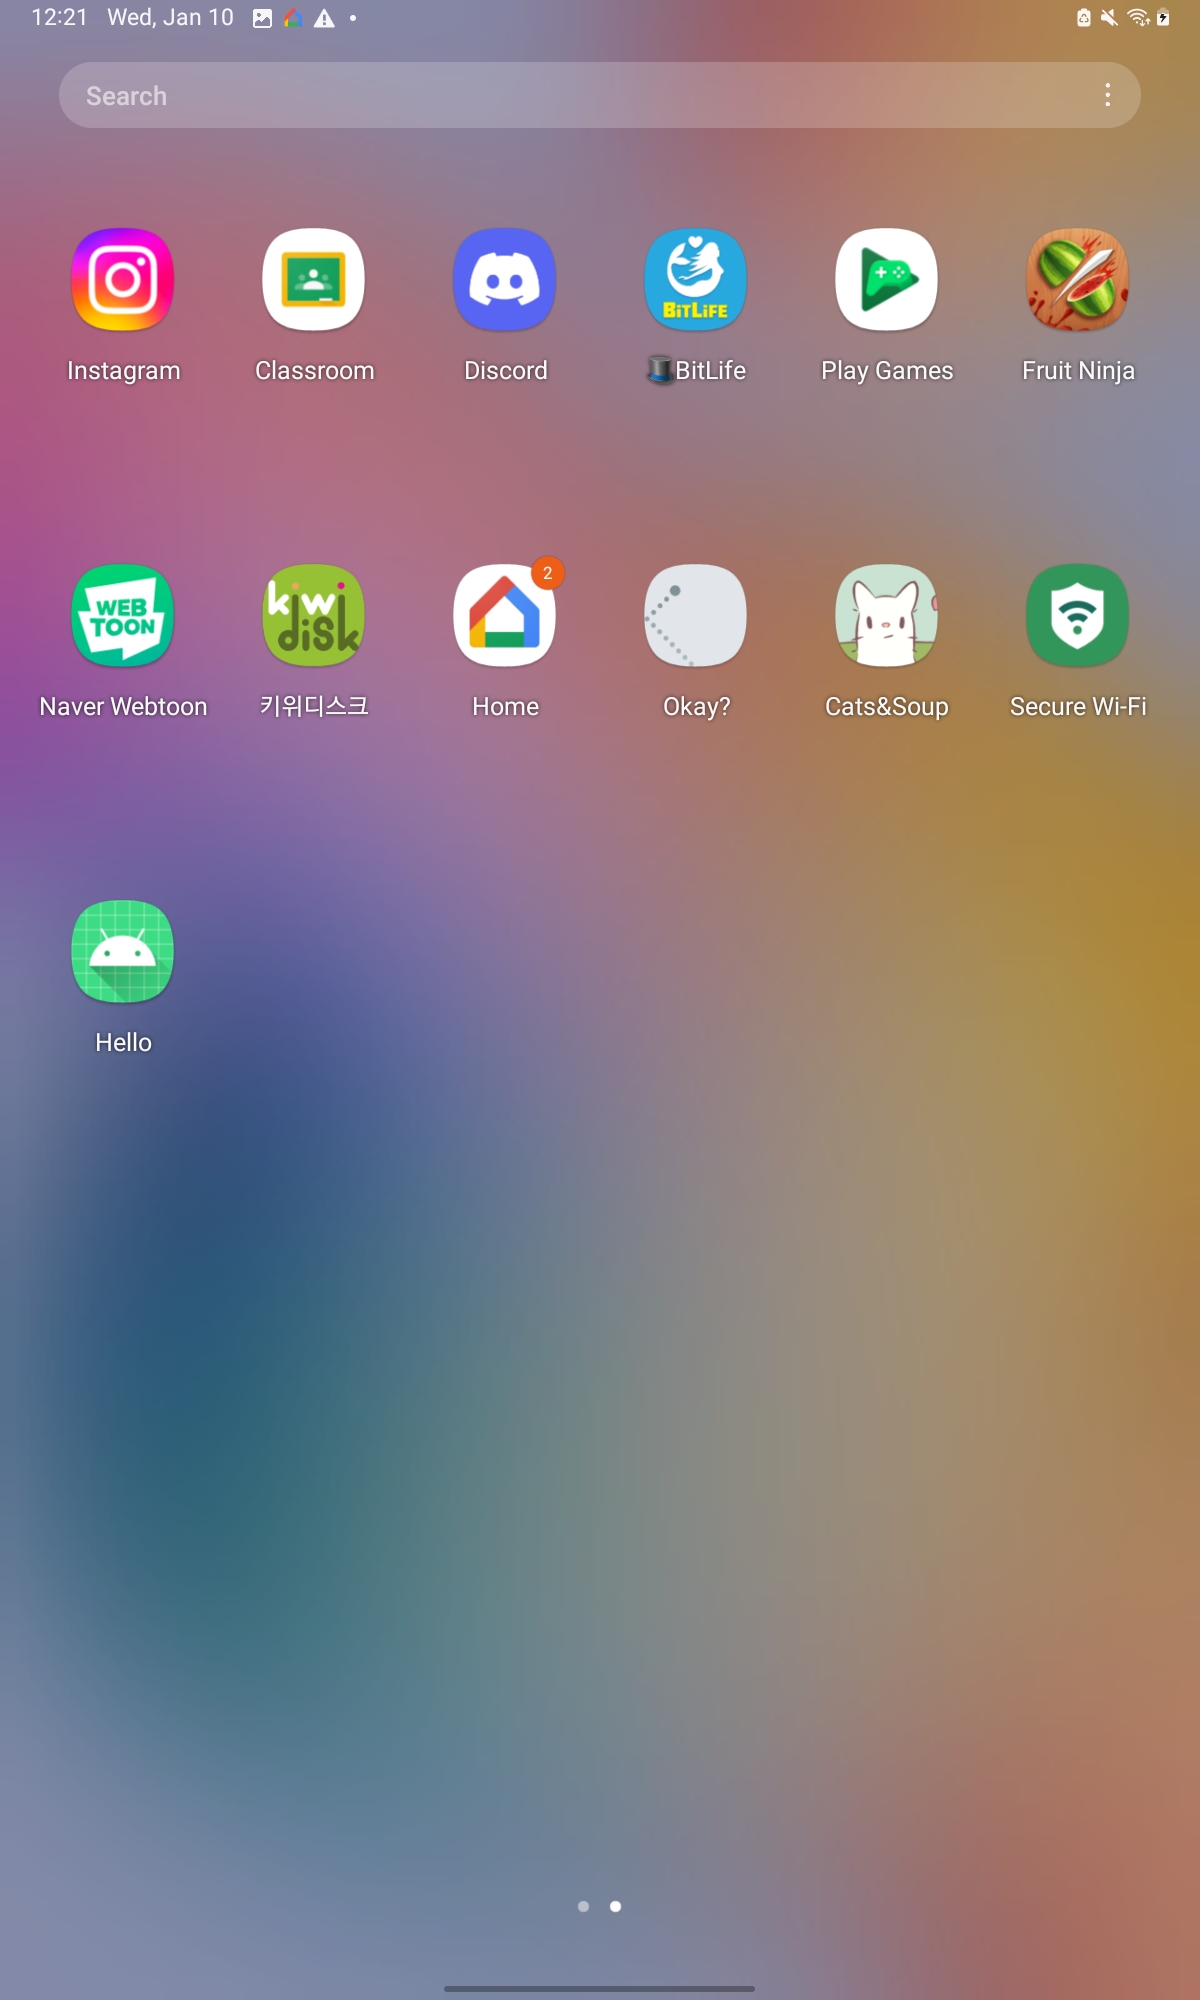 12:21 Wed, Jan 10
Search
BiTLiFE
Instagram
Classroom
Discord
🎩BitLife
Play Games
Fruit Ninja
WEB
TOON
kiwi
disk
2
Naver Webtoon
키위디스크
Home
Okay?
Cats&Soup
Secure Wi-Fi
Hello